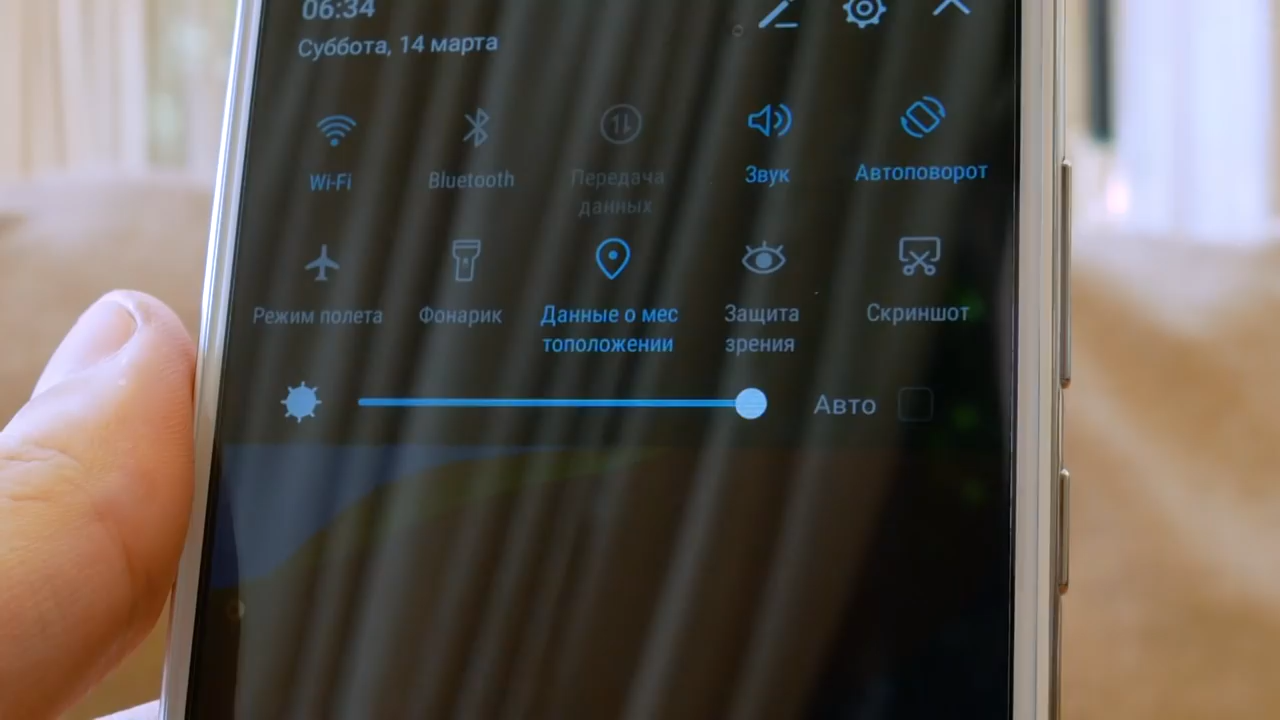 06:34
Суббота, 14 марта
Wi-Fi
Bluetooth
Передача
данных
Звук
Автоповорот
Режим полета
Фонарик
Данные о мес
тоположении
Защита
зрения
Скриншот
Авто